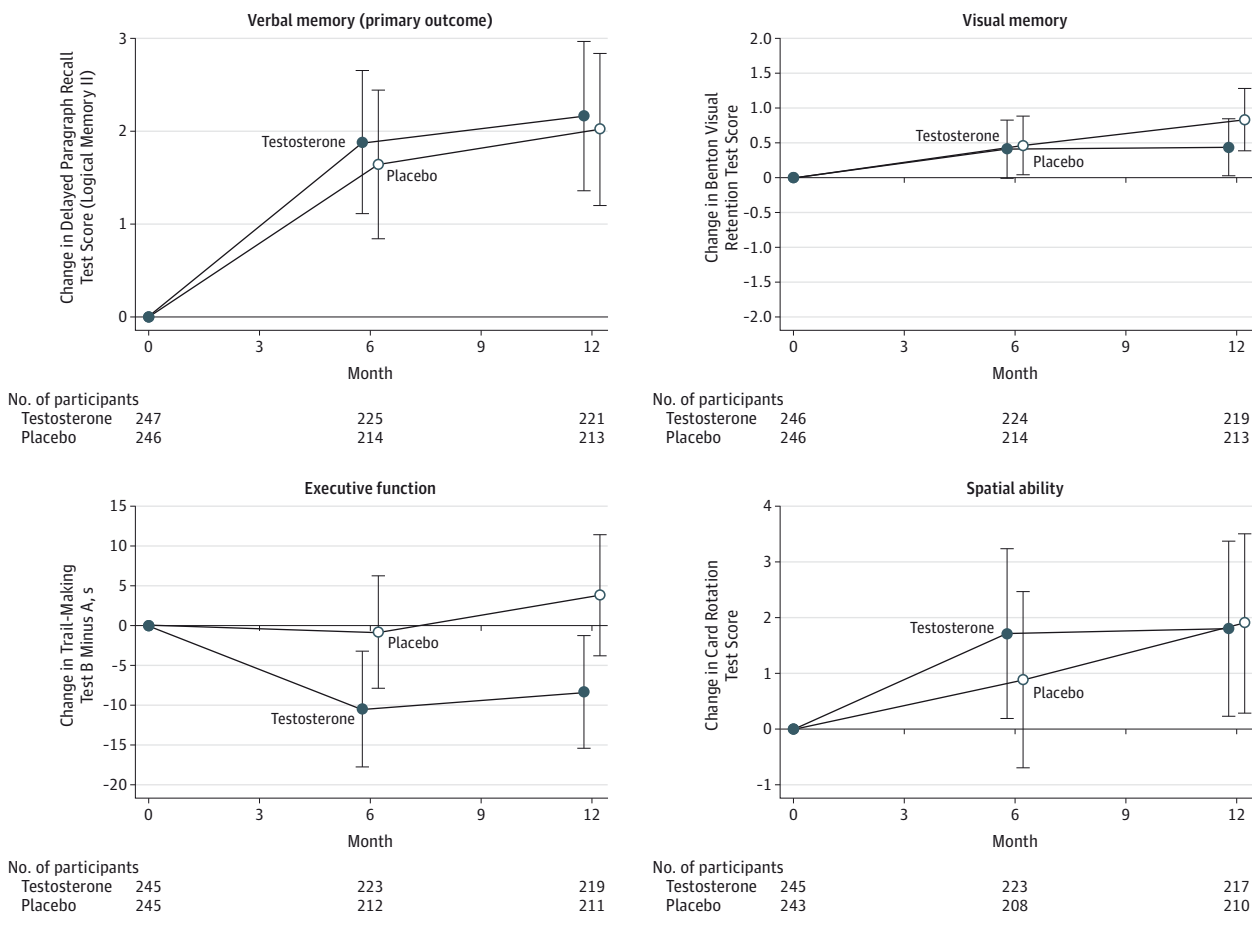 Verbal memory (primary outcome)
Change in Delayed Paragraph Recall
Test Score (Logical Memory II)
3
2
1
0
Testosterone
Placebo
0 3 6 9 12
Month
No. of participants
Testosterone 247 225 221
Placebo 246 214 213
Visual memory
Change in Benton Visual
Retention Test Score
2.0
1.5
1.0
0.5
0
-0.5
-1.0
-1.5
-2.0
Testosterone
Placebo
0 3 6 9 12
Month
No. of participants
Testosterone 246 224 219
Placebo 246 214 213
Executive function
Change in Trail-Making
Test B Minus A, s
15
10
5
0
-5
-10
-15
-20
Placebo
Testosterone
0 3 6 9 12
Month
No. of participants
Testosterone 245 223 219
Placebo 245 212 211
Spatial ability
Change in Card Rotation
Test Score
4
3
2
1
0
-1
Testosterone
Placebo
0 3 6 9 12
Month
No. of participants
Testosterone 245 223 217
Placebo 243 208 210